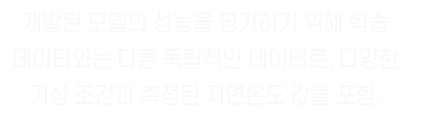 개발된 모델의 성능을 평가하기 위해 학습
데이터와는 다른 독립적인 데이터로, 다양한
기상 조건과 측정된 지면온도 값을 포함.